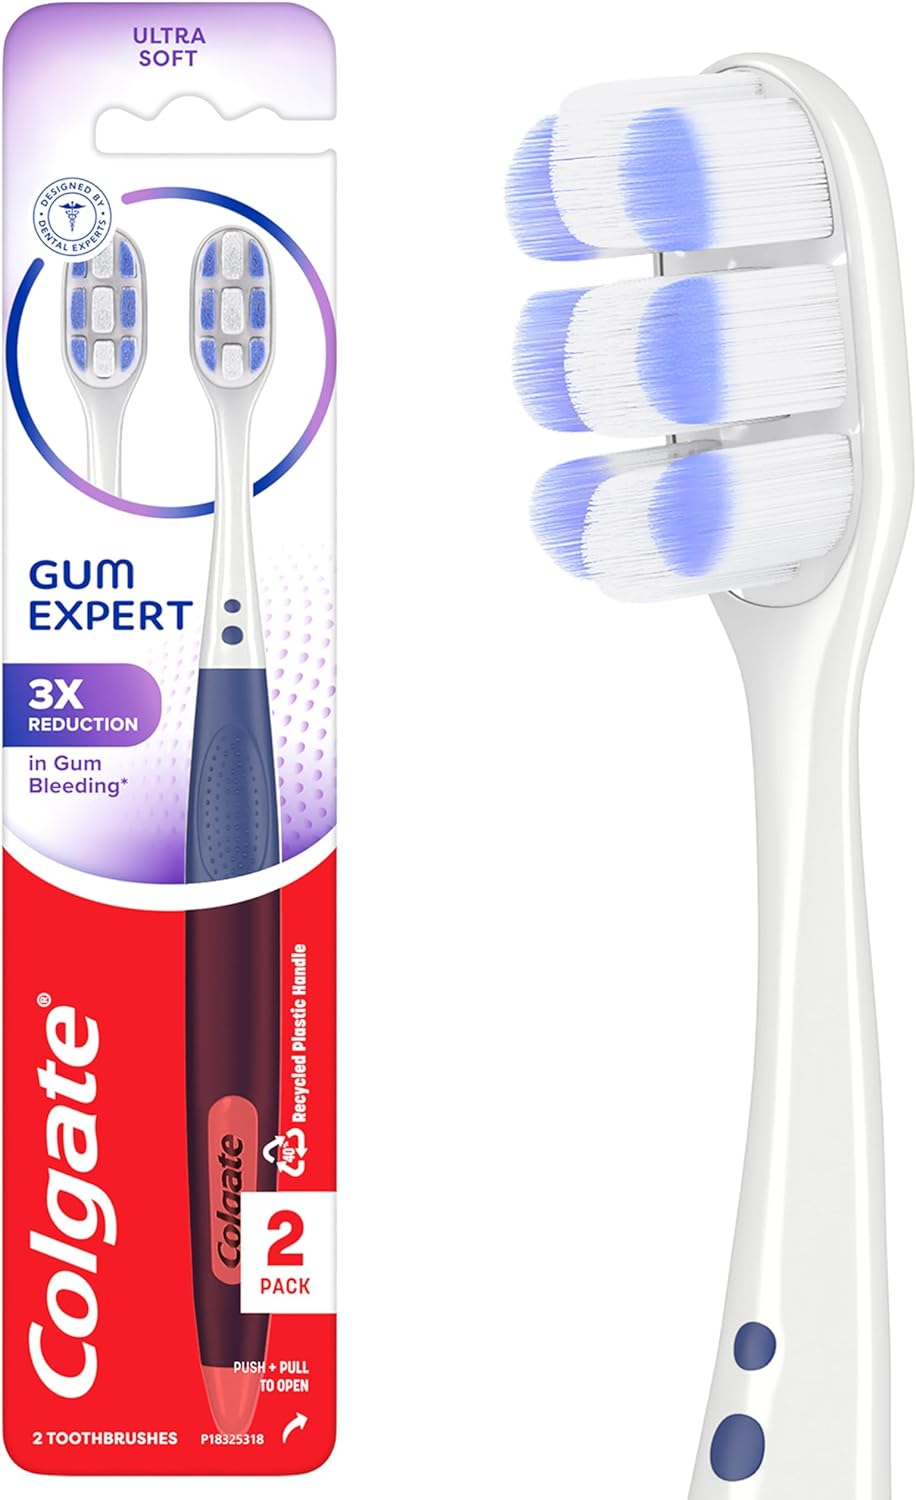 ULTRA
SOFT
DESIGNED BY
DENTAL EXPERTS
GUM
EXPERT
3X
REDUCTION
in Gum
Bleeding*
Colgate®
Recycled Plastic Handle
40%
Colgate
2
PACK
PUSH + PULL
TO OPEN
2 TOOTHBRUSHES
P18325318